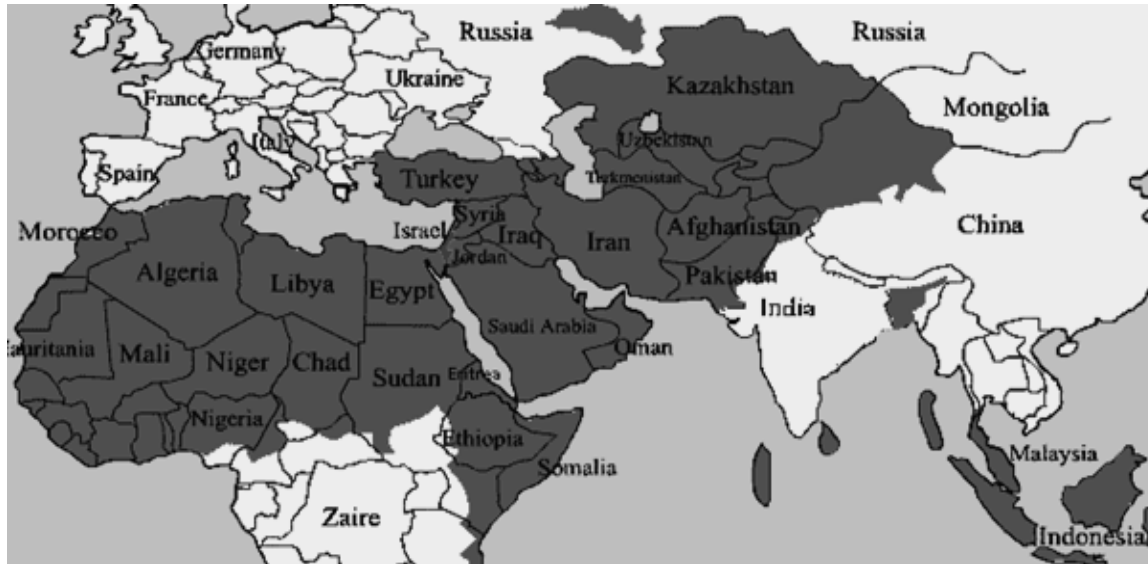 Russia
Russia
Germany
Ukraine
Kazakhstan
France
Mongolia
Italy
Uzbekistan
Spain
Turkey
Turkmenistan
Morocco
Israel
Syria
Iraq
Iran
Afghanistan
China
Jordan
Algeria
Libya
Egypt
Pakistan
India
Saudi Arabia
Oman
auritania
Mali
Niger
Chad
Sudan
Eritrea
Nigeria
Ethiopia
Somalia
Malaysia
Zaire
Indonesia